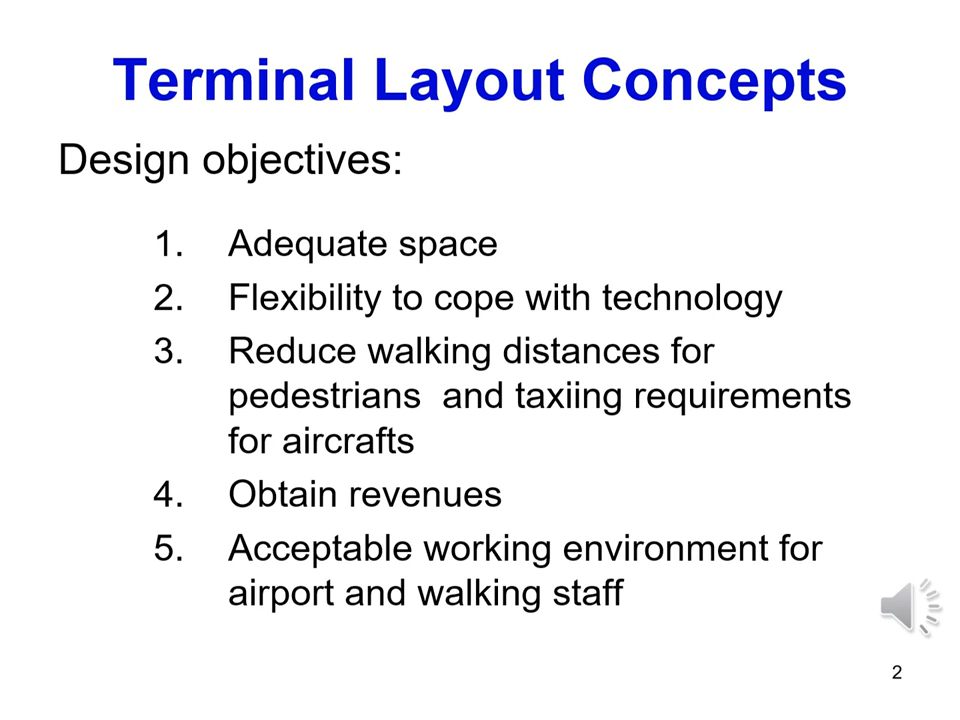 Terminal Layout Concepts
Design objectives:
1. Adequate space
2. Flexibility to cope with technology
3. Reduce walking distances for
pedestrians  and taxiing requirements
for aircrafts
4. Obtain revenues
5. Acceptable working environment for
airport and walking staff
2